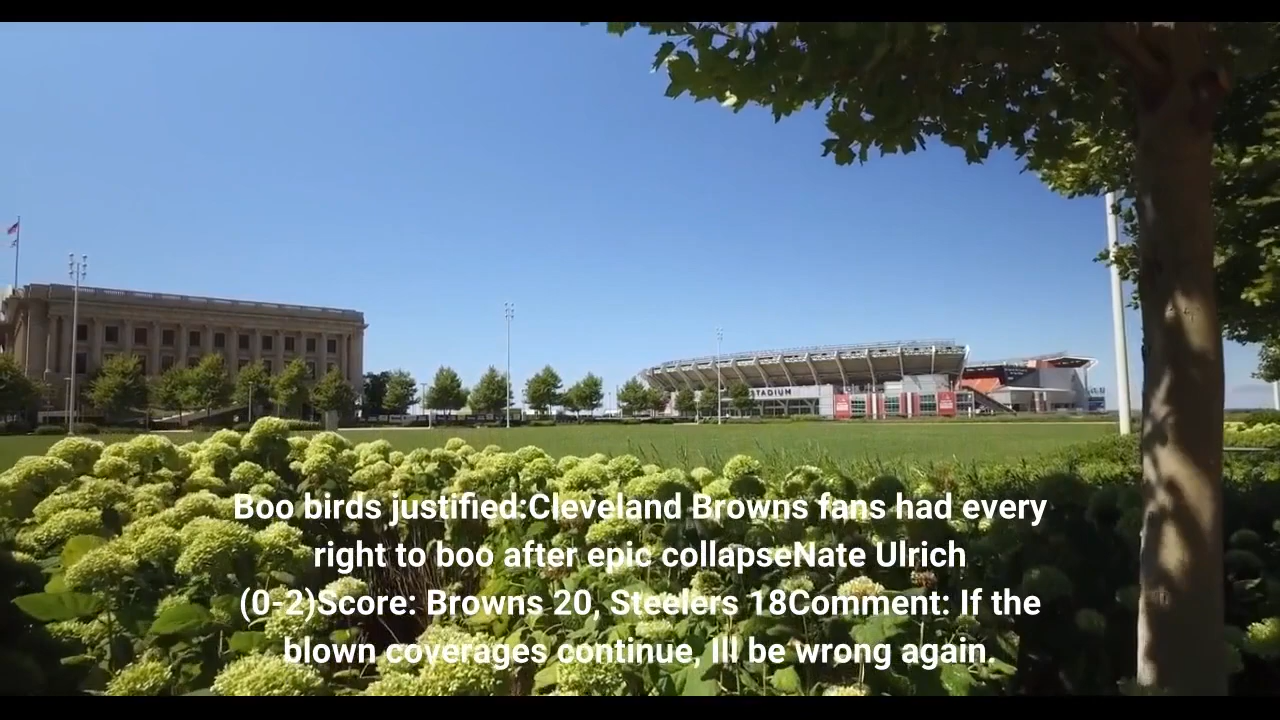 STADIUM
Boo birds justified:Cleveland Browns fans had every
right to boo after epic collapseNate Ulrich
(0-2)Score: Browns 20, Steelers 18Comment: If the
blown coverages continue, Ill be wrong again.